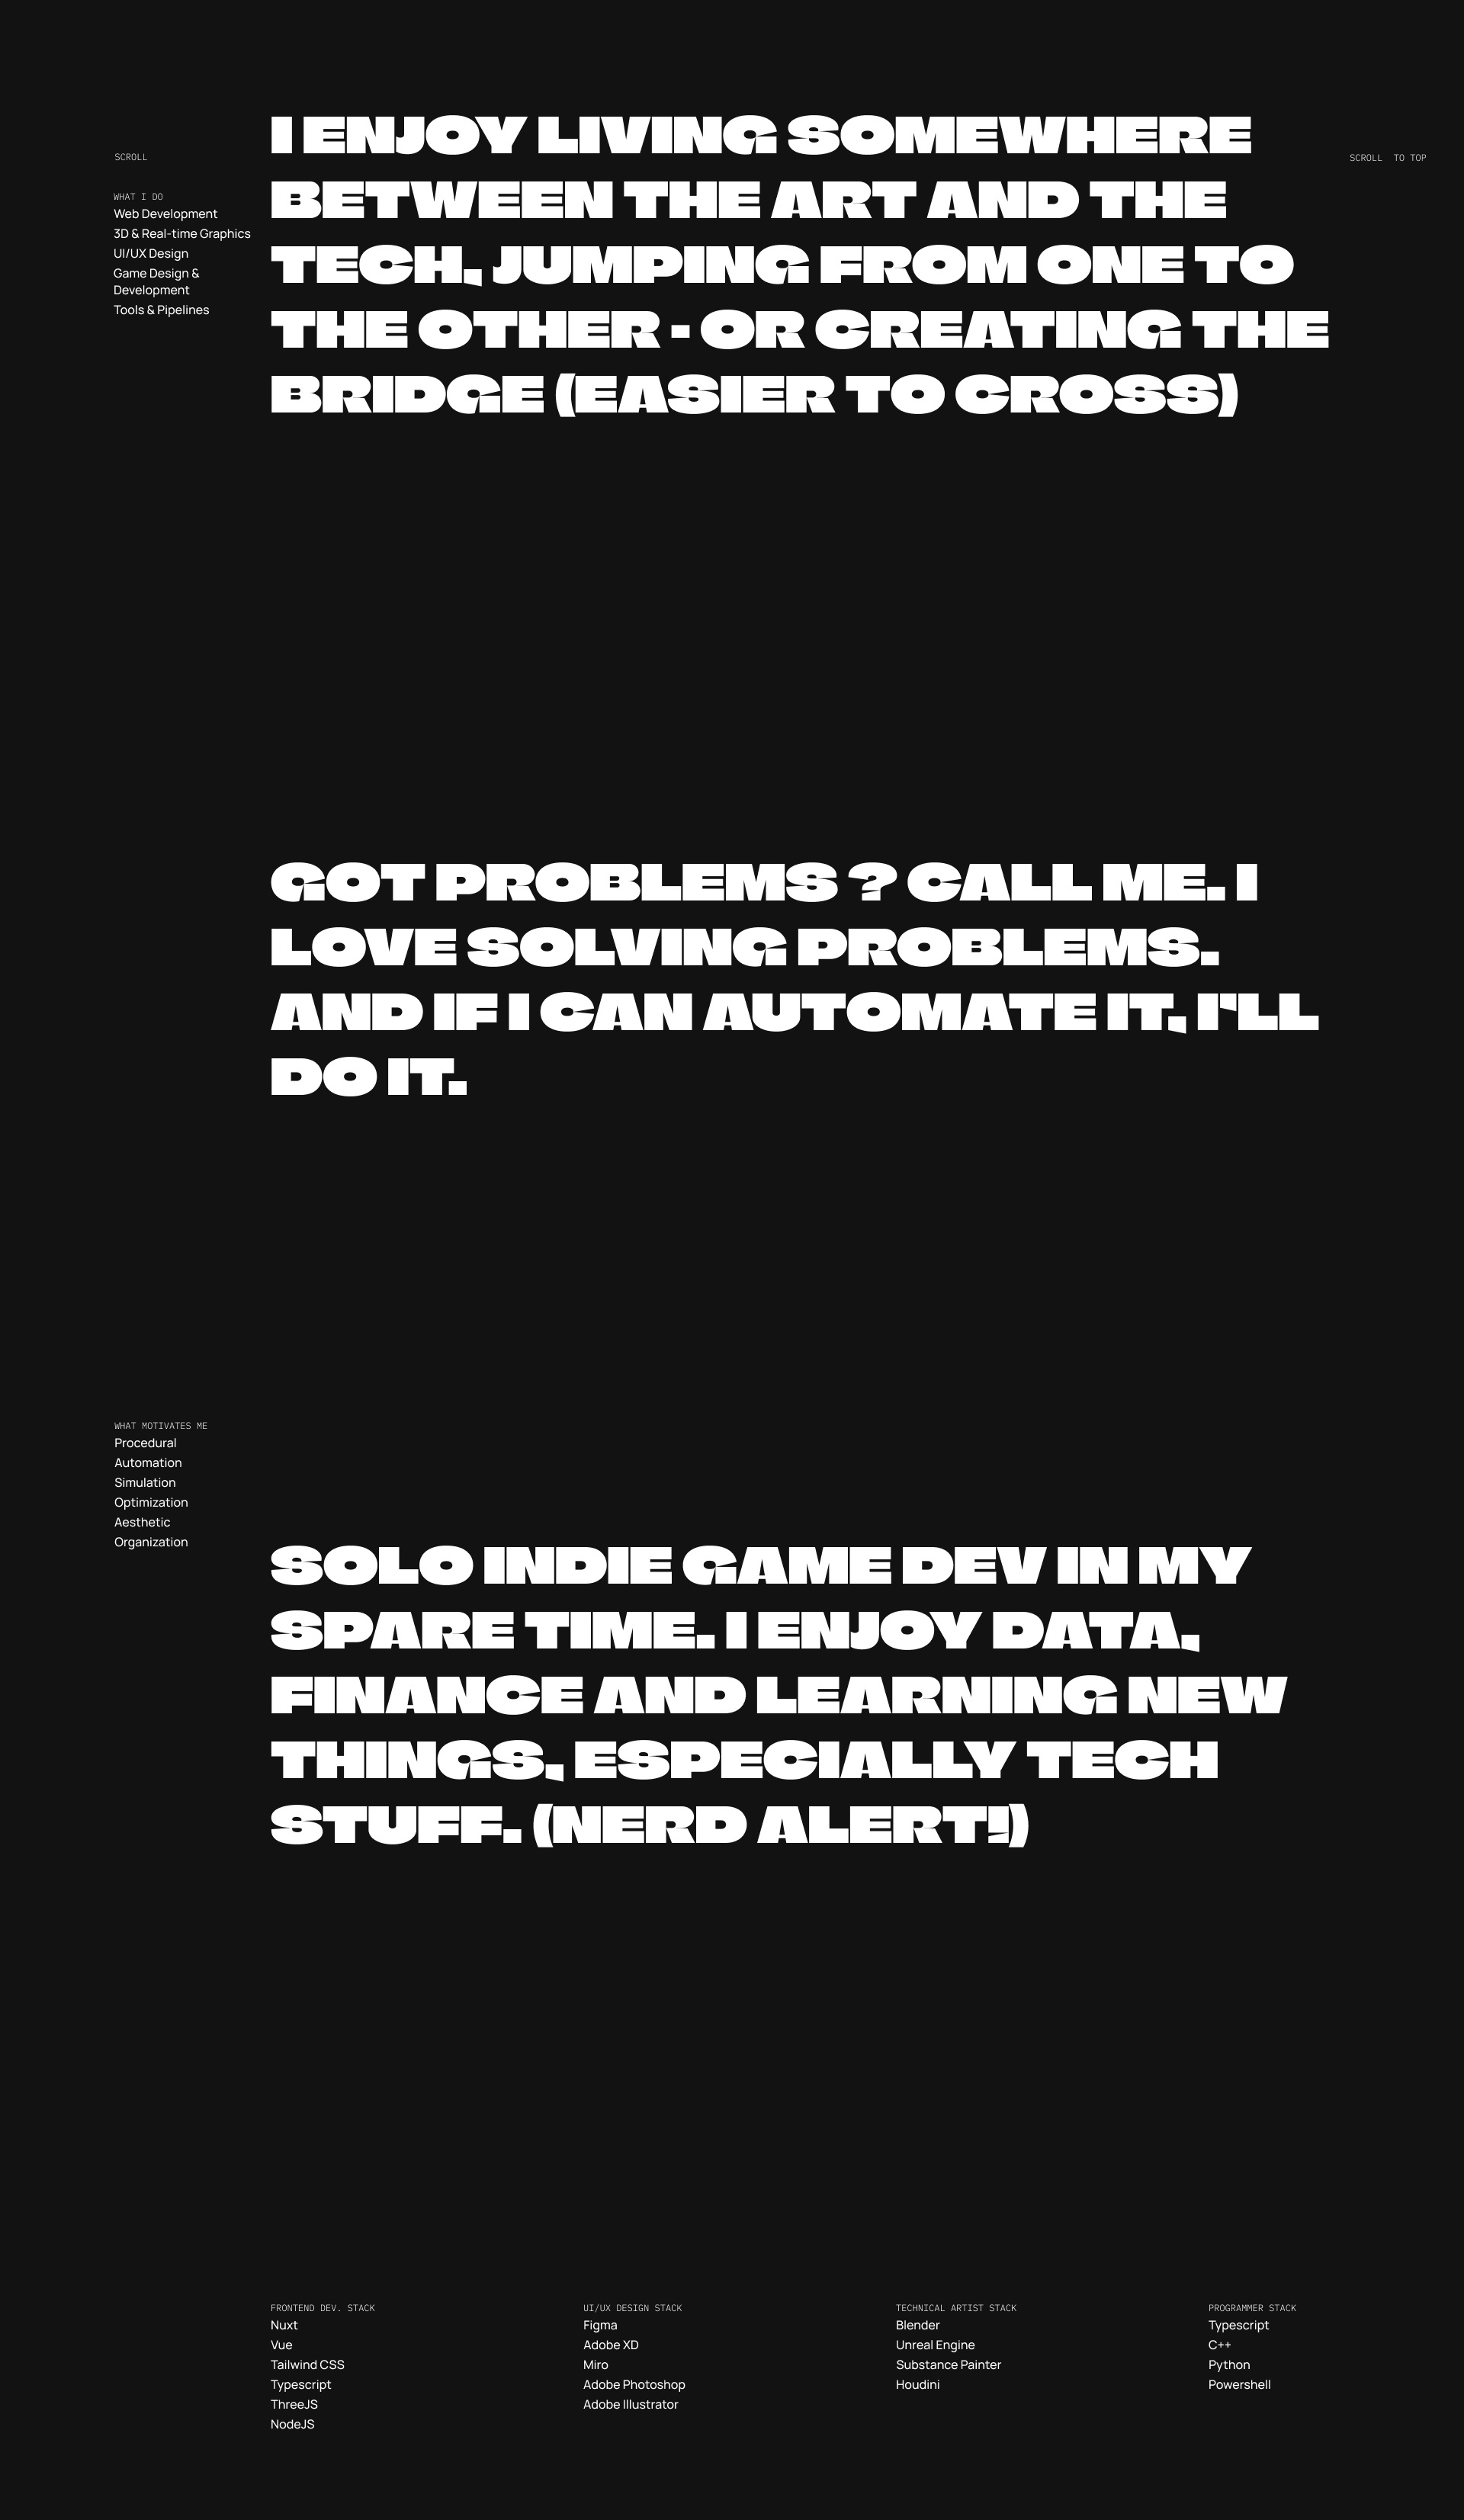 I ENJOY LIVING SOMEWHERE
BETWEEN THE ART AND THE
TECH, JUMPING FROM ONE TO
THE OTHER - OR CREATING THE
BRIDGE (EASIER TO CROSS)
SCROLL
SCROLL TO TOP
WHAT I DO
Web Development
3D & Real-time Graphics
UI/UX Design
Game Design &
Development
Tools & Pipelines
GOT PROBLEMS ? CALL ME. I
LOVE SOLVING PROBLEMS.
AND IF I CAN AUTOMATE IT, I'LL
DO IT.
WHAT MOTIVATES ME
Procedural
Automation
Simulation
Optimization
Aesthetic
Organization
SOLO INDIE GAME DEV IN MY
SPARE TIME. I ENJOY DATA,
FINANCE AND LEARNING NEW
THINGS, ESPECIALLY TECH
STUFF. (NERD ALERT!)
FRONTEND DEV. STACK
Nuxt
Vue
Tailwind CSS
Typescript
ThreeJS
NodeJS
UI/UX DESIGN STACK
Figma
Adobe XD
Miro
Adobe Photoshop
Adobe Illustrator
TECHNICAL ARTIST STACK
Blender
Unreal Engine
Substance Painter
Houdini
PROGRAMMER STACK
Typescript
C++
Python
Powershell